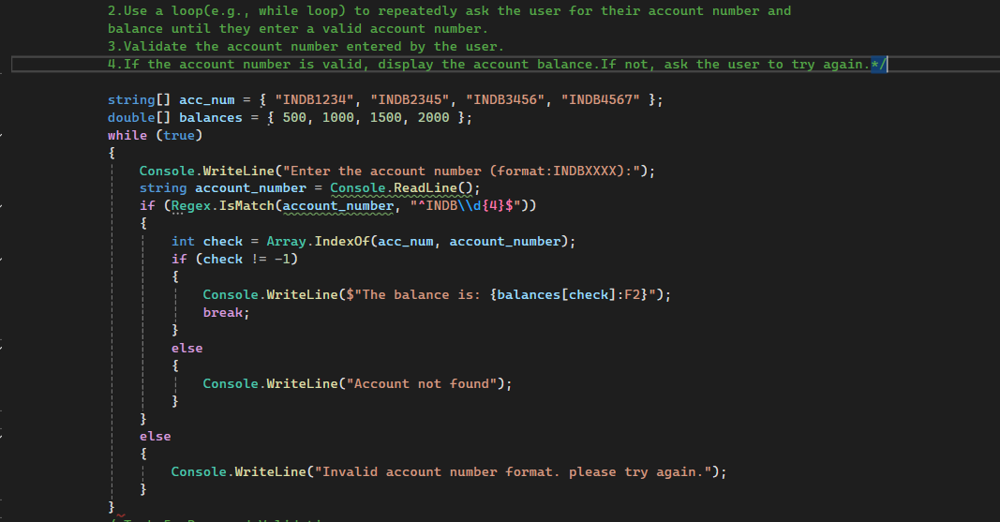 2.Use a loop(e.g., while loop) to repeatedly ask the user for their account number and
balance until they enter a valid account number.
3.Validate the account number entered by the user.
4.If the account number is valid, display the account balance.If not, ask the user to try again.*/
string[] acc_num = { "INDB1234", "INDB2345", "INDB3456", "INDB4567" };
double[] balances = { 500, 1000, 1500, 2000 };
while (true)
{
Console.WriteLine("Enter the account number (format:INDBXXXX):");
string account_number = Console.ReadLine();
if (Regex.IsMatch(account_number, "^INDB\\d{4}$"))
{
int check = Array.IndexOf(acc_num, account_number);
if (check != -1)
{
Console.WriteLine($"The balance is: {balances[check]:F2}");
break;
}
else
{
Console.WriteLine("Account not found");
}
}
else
{
Console.WriteLine("Invalid account number format. please try again.");
}
}